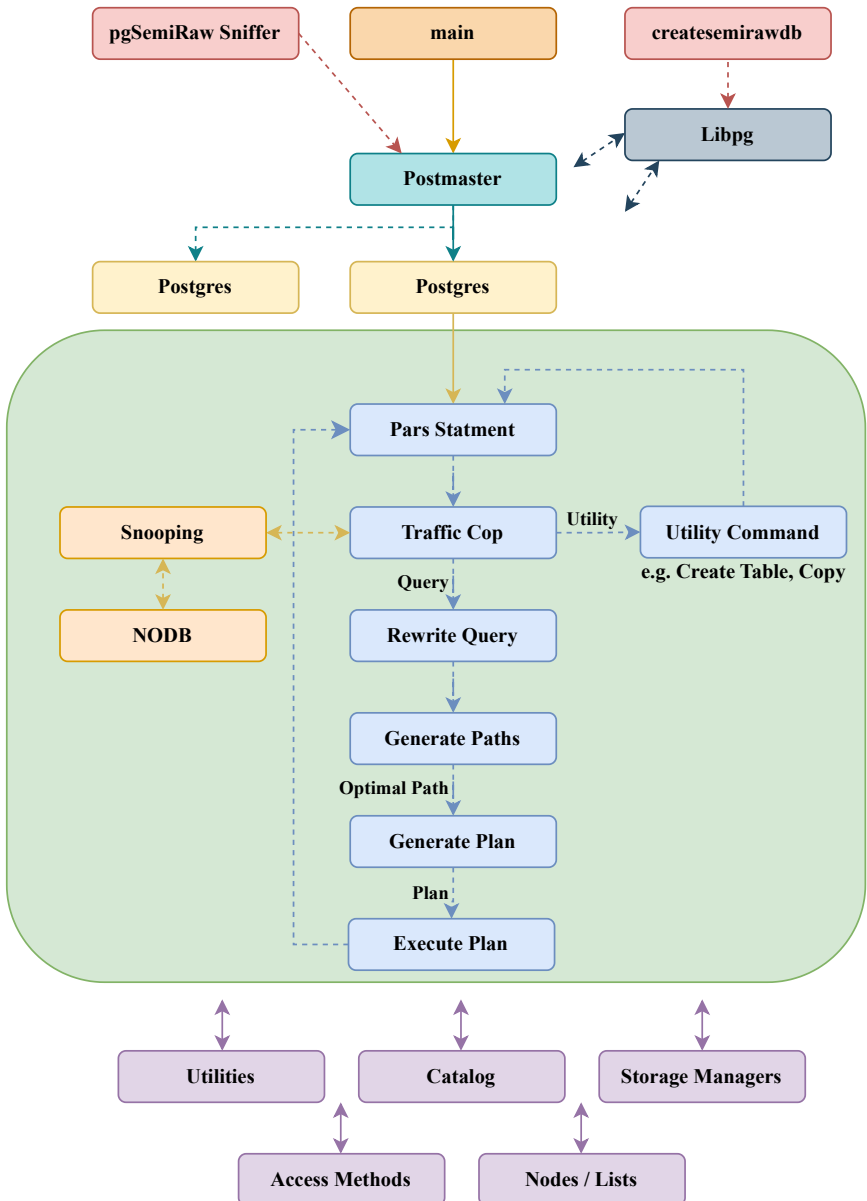 pgSemiRaw Sniffer
main
createsemirawdb
Libpg
Postmaster
Postgres
Postgres
Pars Statment
Snooping
Traffic Cop
Utility
Utility Command
e.g. Create Table, Copy
Query
NODB
Rewrite Query
Generate Paths
Optimal Path
Generate Plan
Plan
Execute Plan
Utilities
Catalog
Storage Managers
Access Methods
Nodes / Lists